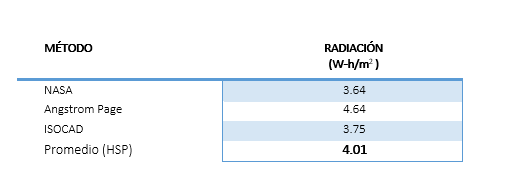 MÉTODO RADIACIÓN
(W-h/m²)
NASA 3.64
Angstrom Page 4.64
ISOCAD 3.75
Promedio (HSP) 4.01